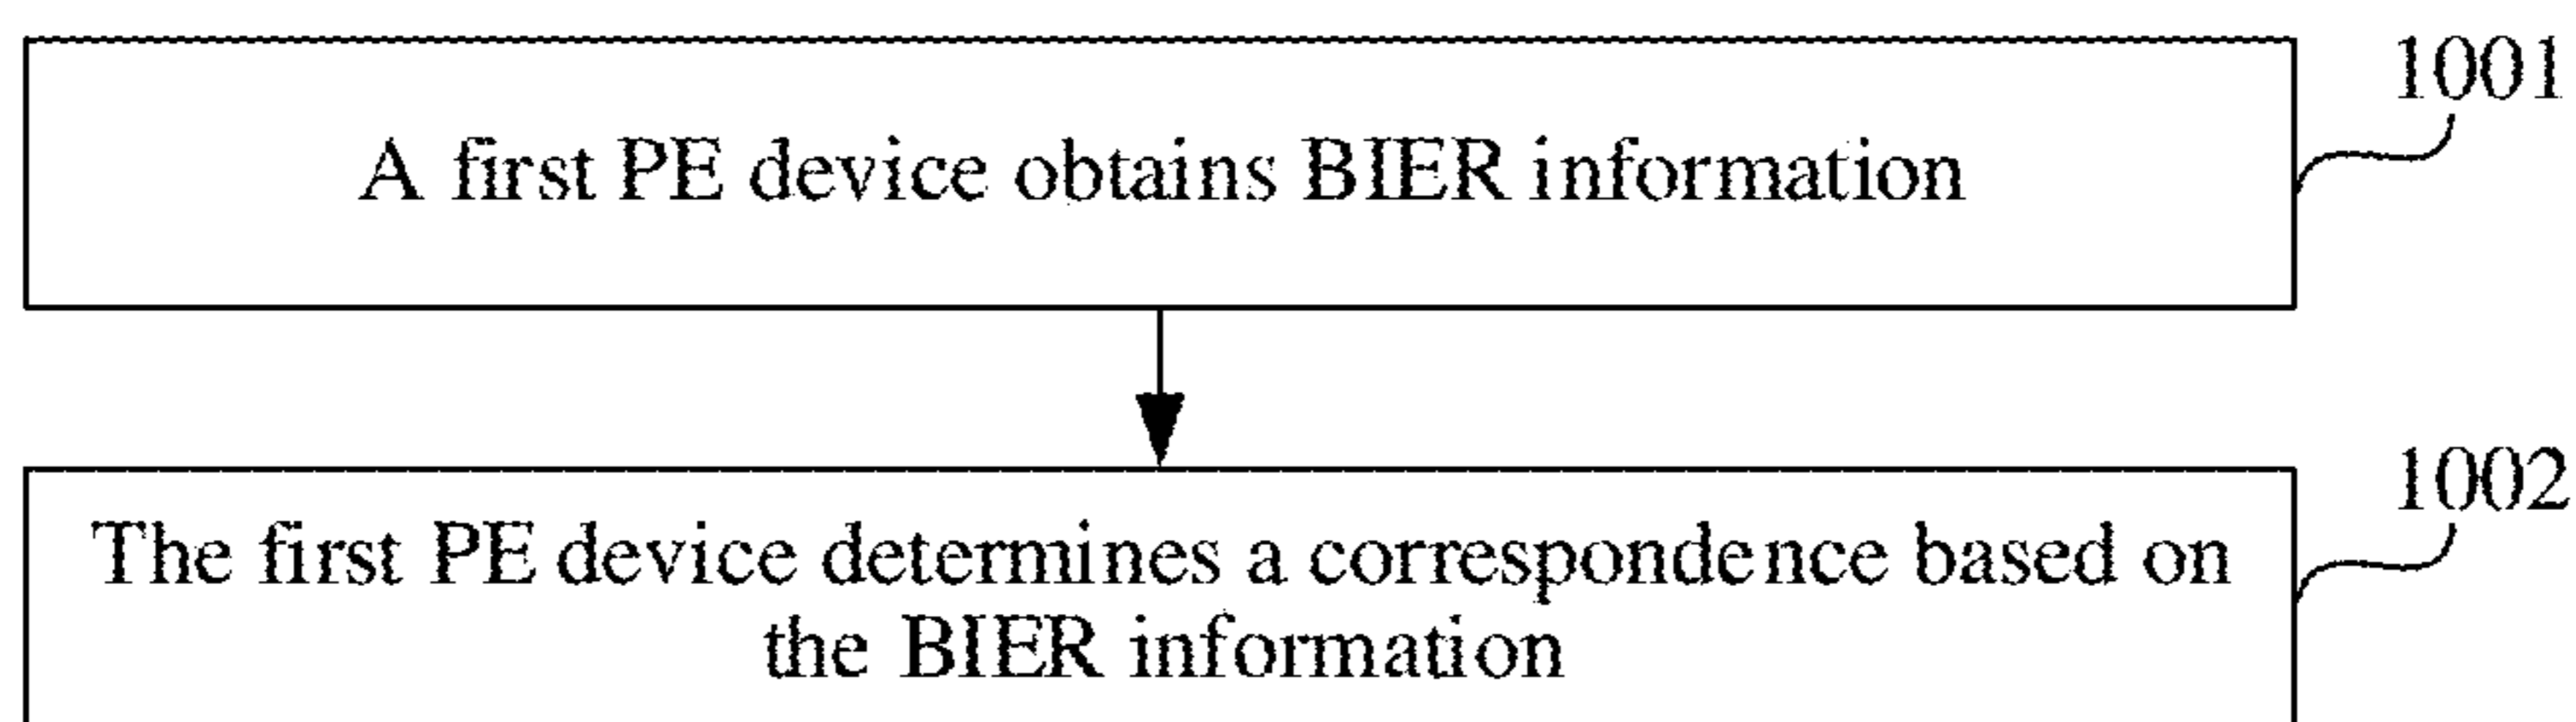 1001
A first PE device obtains BIER information
1002
The first PE device determines a correspondence based on
the BIER information